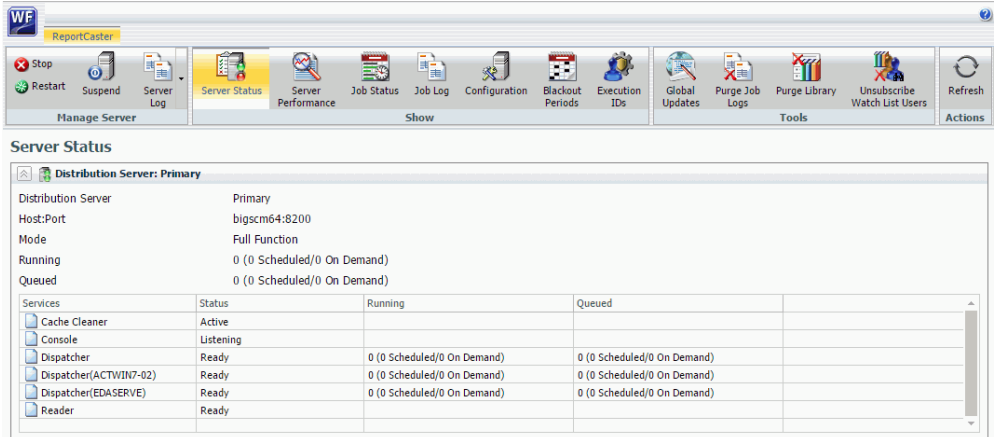 WF
ReportCaster
Stop
Restart
Suspend
Server
Log
Manage Server
Server Status
Server
Performance
Job Status
Job Log
Configuration
Blackout
Periods
Execution
IDs
Show
Global
Updates
Purge Job
Logs
Purge Library
Unsubscribe
Watch List Users
Tools
Refresh
Actions
Server Status
Distribution Server: Primary
Distribution Server Primary
Host:Port bigscm64:8200
Mode Full Function
Running 0 (0 Scheduled/0 On Demand)
Queued 0 (0 Scheduled/0 On Demand)
Services Status Running Queued
Cache Cleaner Active
Console Listening
Dispatcher Ready 0 (0 Scheduled/0 On Demand) 0 (0 Scheduled/0 On Demand)
Dispatcher(ACTWIN7-02) Ready 0 (0 Scheduled/0 On Demand) 0 (0 Scheduled/0 On Demand)
Dispatcher(EDASERVE) Ready 0 (0 Scheduled/0 On Demand) 0 (0 Scheduled/0 On Demand)
Reader Ready